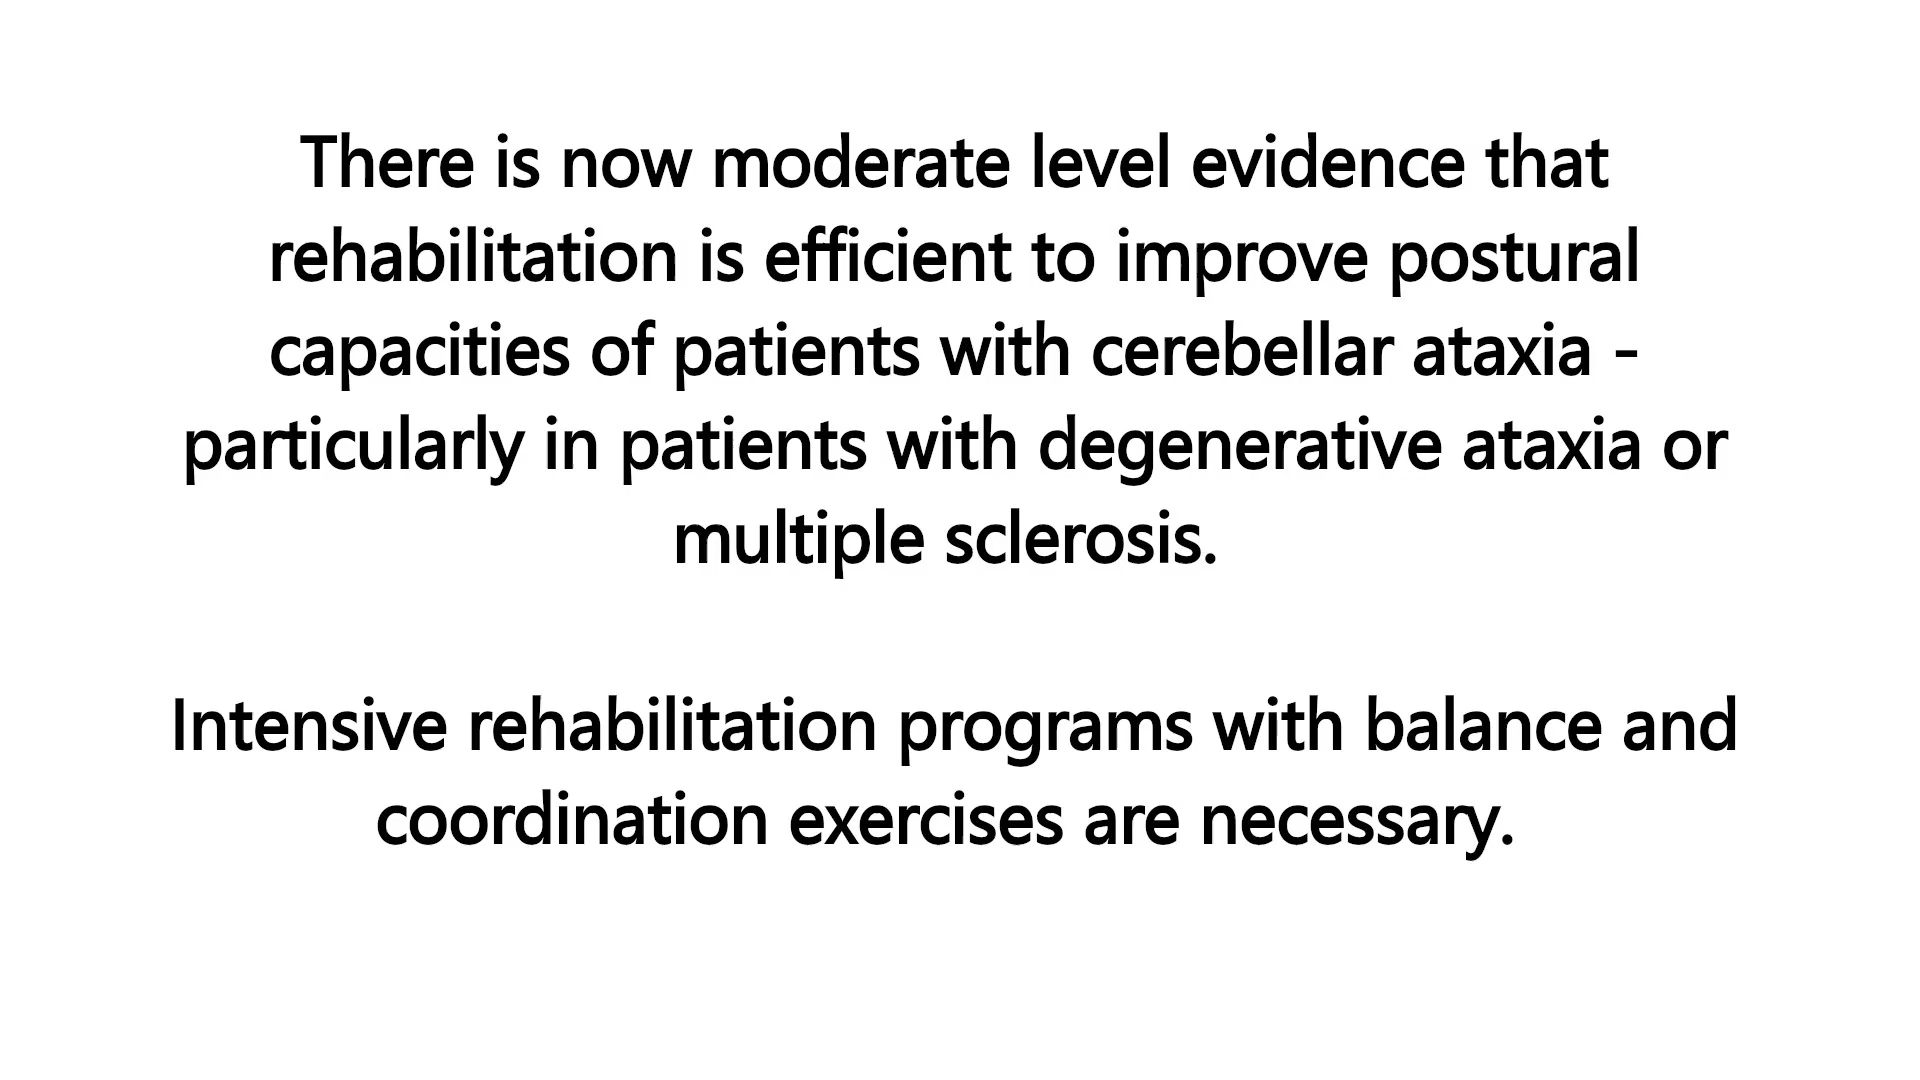 There is now moderate level evidence that
rehabilitation is efficient to improve postural
capacities of patients with cerebellar ataxia -
particularly in patients with degenerative ataxia or
multiple sclerosis.
Intensive rehabilitation programs with balance and
coordination exercises are necessary.